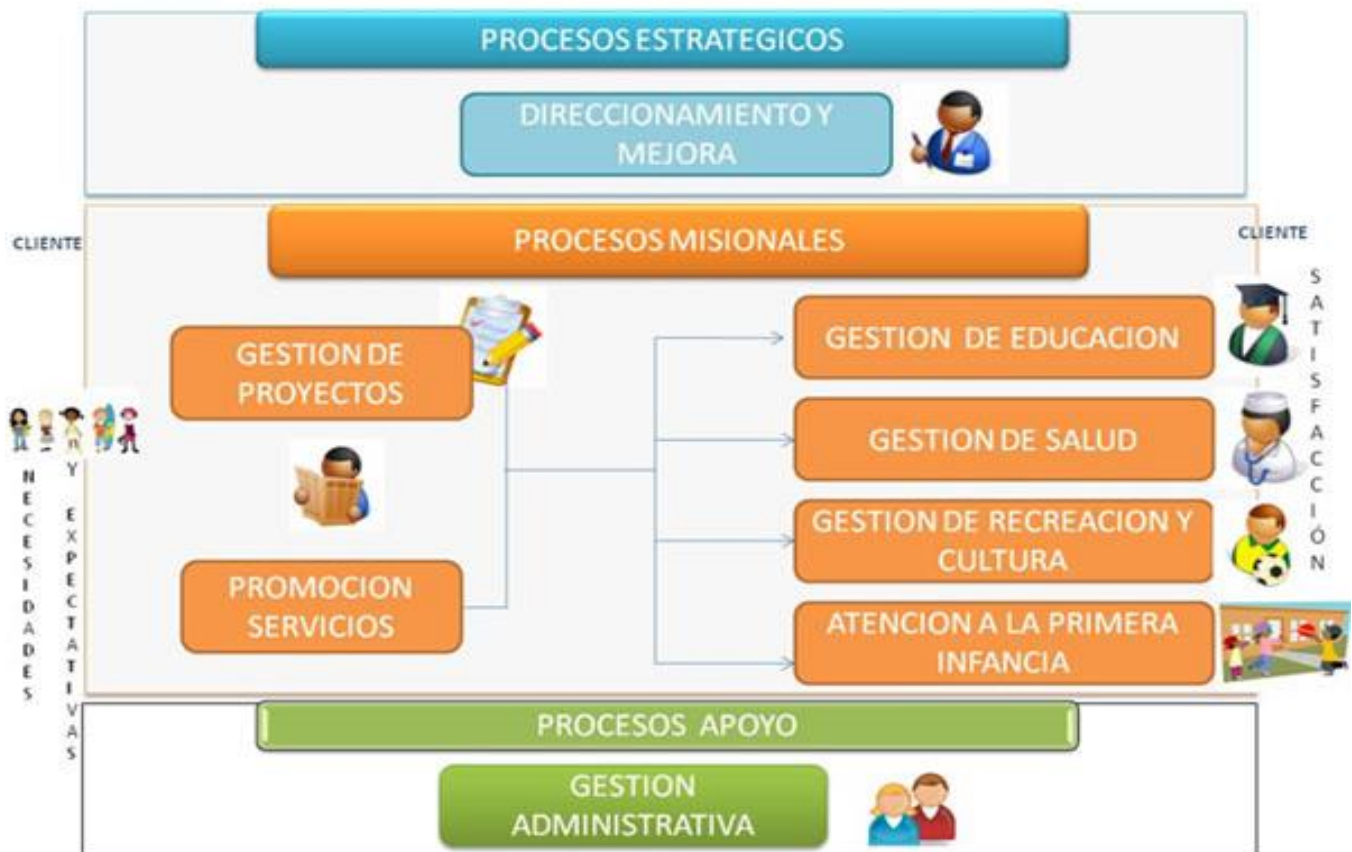 PROCESOS ESTRATEGICOS
DIRECCIONAMIENTO Y
MEJORA
CLIENTE
PROCESOS MISIONALES
CLIENTE
GESTION DE
PROYECTOS
PROMOCION
SERVICIOS
GESTION DE EDUCACION
GESTION DE SALUD
GESTION DE RECREACION Y
CULTURA
ATENCION A LA PRIMERA
INFANCIA
NECESIDADES
Y EXPECTATIVAS
SATISFACCIÓN
PROCESOS APOYO
GESTION
ADMINISTRATIVA